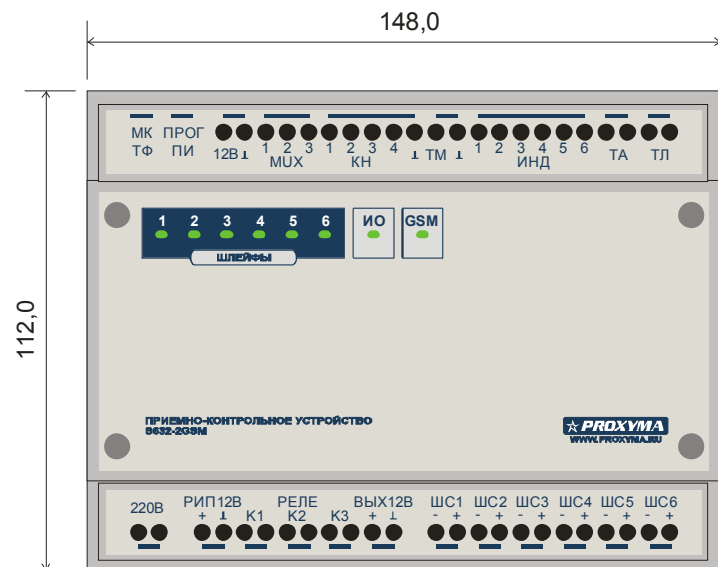 148,0
112,0
МК ПРОГ
ТФ ПИ 12В ⊥ 1 2 3 1 2 3 4 ⊥ ТМ ⊥ 1 2 3 4 5 6 ТА ТЛ
MUX КН ИНД
1 2 3 4 5 6 ИО GSM
ШЛЕЙФЫ
ПРИЕМНО-КОНТРОЛЬНОЕ УСТРОЙСТВО
S632-2GSM
PROXYMA
WWW.PROXYMA.RU
220В РИП12В РЕЛЕ ВЫХ12В ШС1 ШС2 ШС3 ШС4 ШС5 ШС6
+ ⊥ К1 К2 К3 + ⊥ - + - + - + - + - + - +